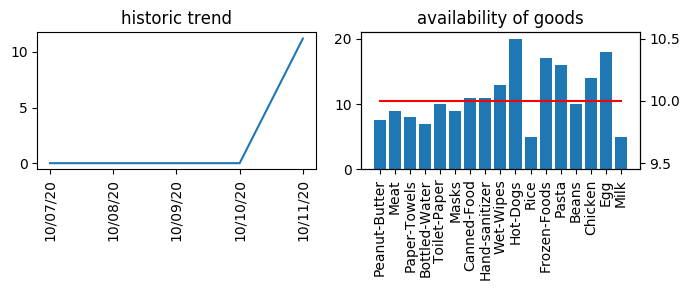 historic trend
10
5
0
10/07/20
10/08/20
10/09/20
10/10/20
10/11/20
availability of goods
20
10
0
10.5
10.0
9.5
Peanut-Butter
Meat
Paper-Towels
Bottled-Water
Toilet-Paper
Masks
Canned-Food
Hand-sanitizer
Wet-Wipes
Hot-Dogs
Rice
Frozen-Foods
Pasta
Beans
Chicken
Egg
Milk